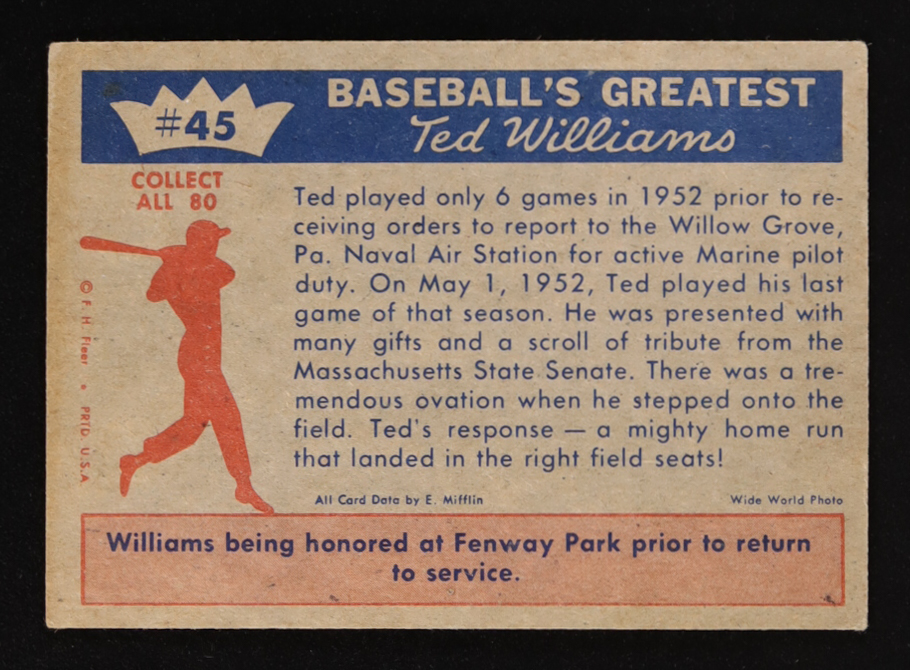 #45
BASEBALL'S GREATEST
Ted Williams
COLLECT
ALL 80
Ted played only 6 games in 1952 prior to re-
ceiving orders to report to the Willow Grove,
Pa. Naval Air Station for active Marine pilot
duty. On May 1, 1952, Ted played his last
game of that season. He was presented with
many gifts and a scroll of tribute from the
Massachusetts State Senate. There was a tre-
mendous ovation when he stepped onto the
field. Ted's response — a mighty home run
that landed in the right field seats!
© F. H. Fleer • PRTD U.S.A
All Card Data by E. Mifflin
Wide World Photo
Williams being honored at Fenway Park prior to return
to service.